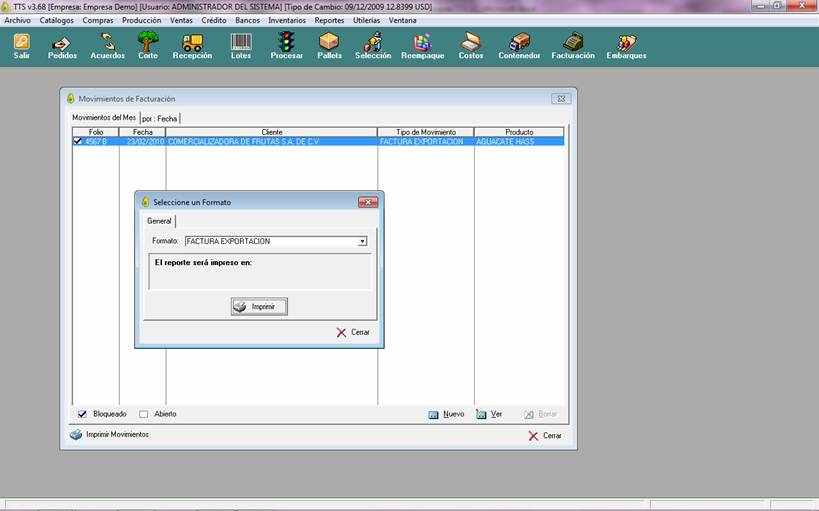 TTS v3.68 [Empresa: Empresa Demo] [Usuario: ADMINISTRADOR DEL SISTEMA] [Tipo de Cambio: 09/12/2009 12.8399 USD]
Archivo Catálogos Compras Producción Ventas Crédito Bancos Inventarios Reportes Utilerías Ventana
Salir Pedidos Acuerdos Corte Recepción Lotes Procesar Pallets Selección Reempaque Costos Contenedor Facturación Embarques
Movimientos de Facturación
Movimientos del Mes por : Fecha
Folio Fecha Cliente Tipo de Movimiento Producto
4567 B 23/02/2010 COMERCIALIZADORA DE FRUTAS S.A. DE C.V. FACTURA EXPORTACION AGUACATE HASS
Seleccione un Formato
General
Formato: FACTURA EXPORTACION
El reporte será impreso en:
Imprimir
Cerrar
Bloqueado Abierto Nuevo Ver Borrar
Imprimir Movimientos Cerrar